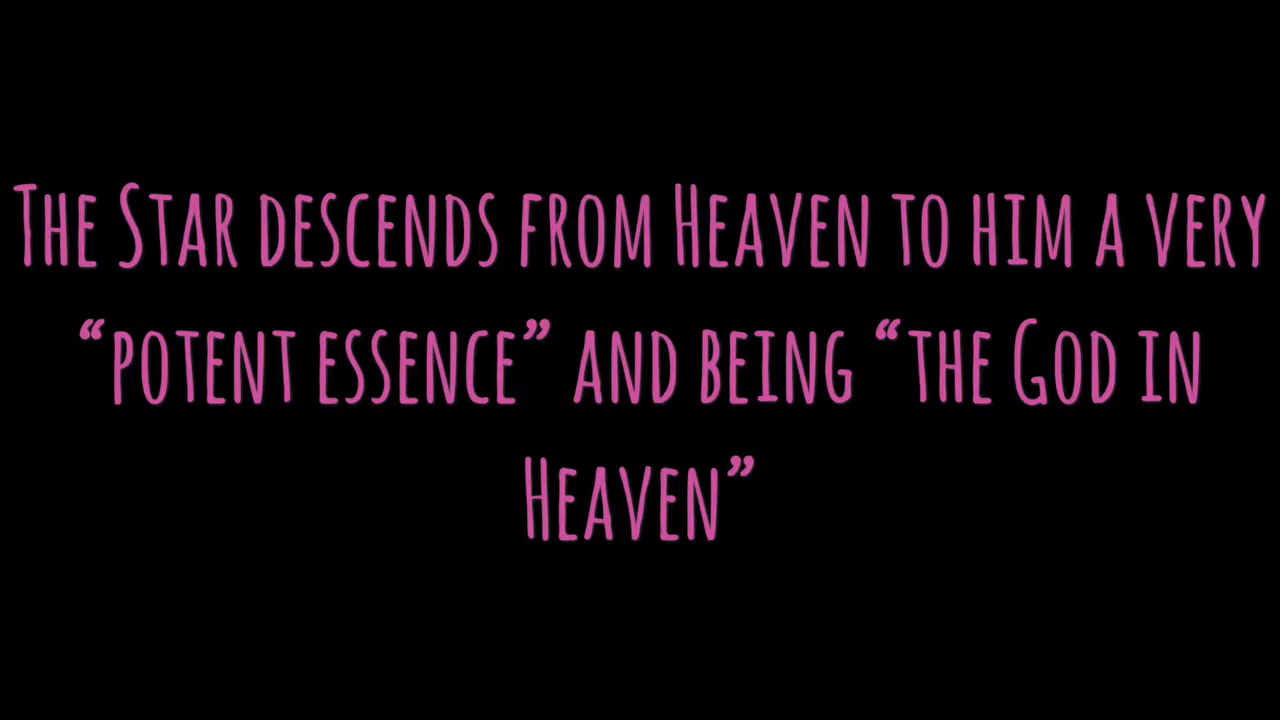 The Star descends from Heaven to him a very
“potent essence” and being “the God in
Heaven”